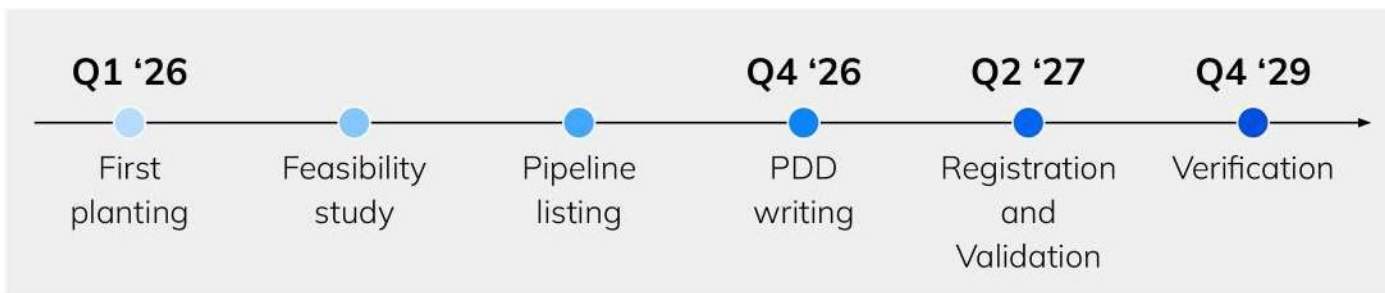 Q1 ‘26
First
planting
Feasibility
study
Pipeline
listing
Q4 ‘26
PDD
writing
Q2 ‘27
Registration
and
Validation
Q4 ‘29
Verification